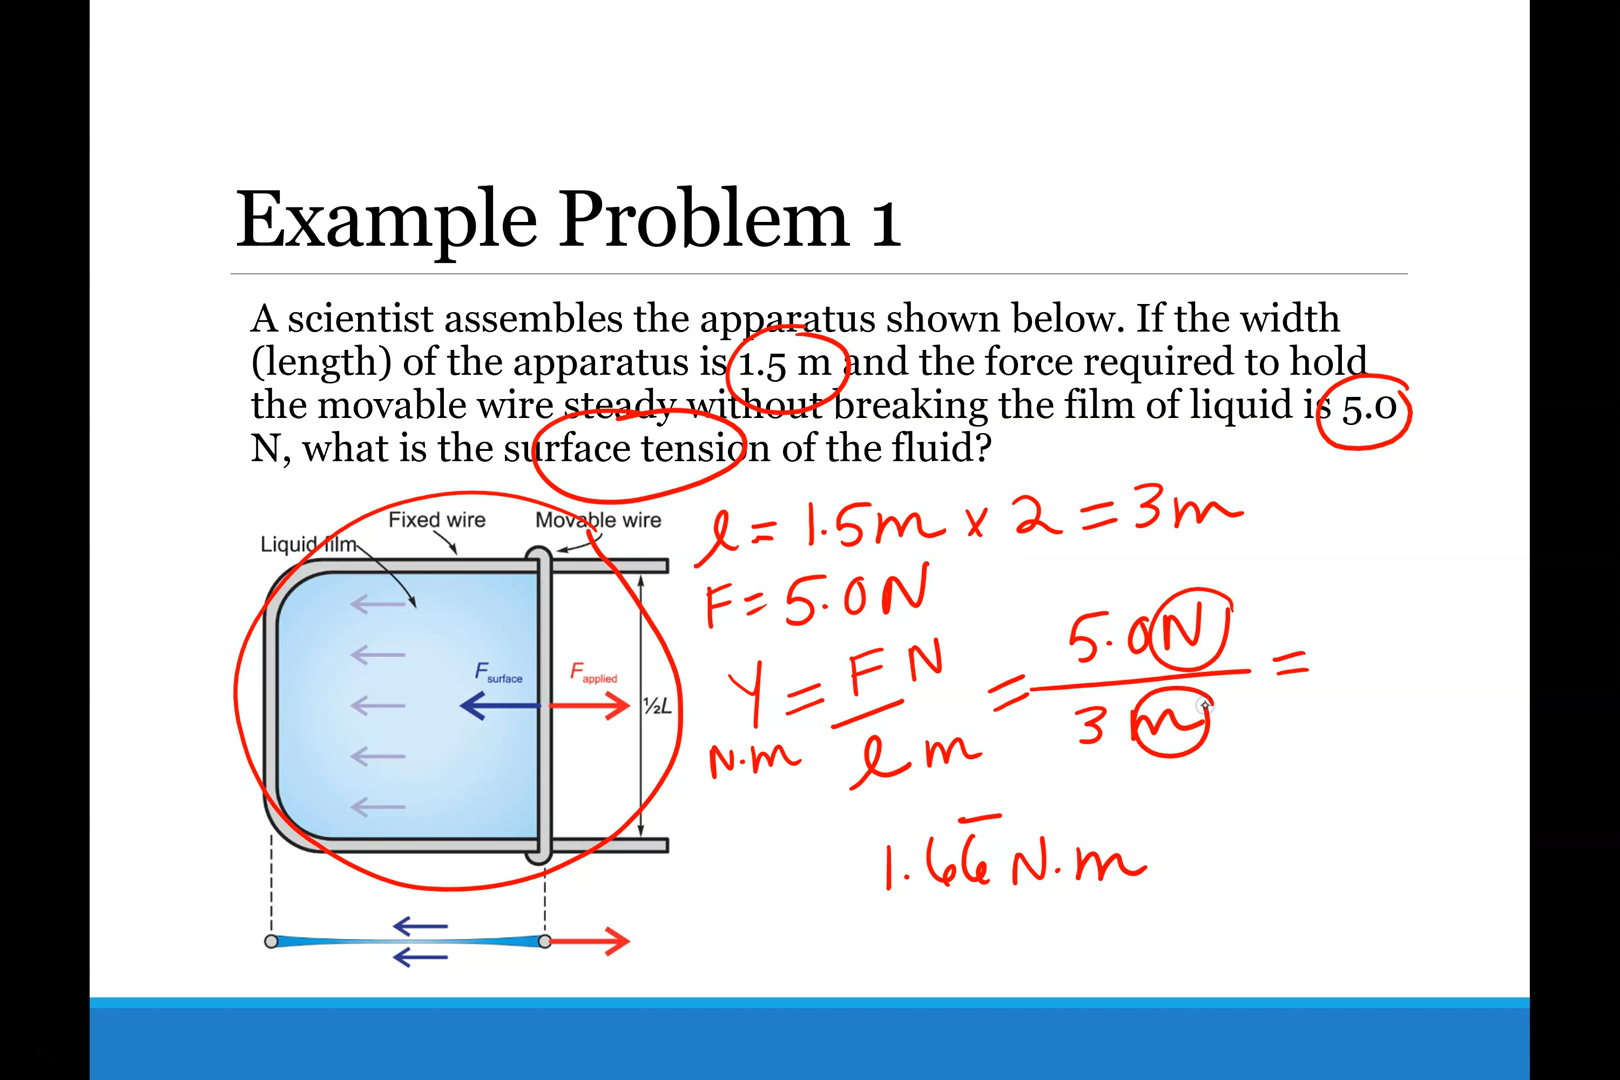 Example Problem 1
A scientist assembles the apparatus shown below. If the width
(length) of the apparatus is 1.5 m and the force required to hold
the movable wire steady without breaking the film of liquid is 5.0
N, what is the surface tension of the fluid?
Fixed wire
Movable wire
Liquid film
F surface
F applied
½L
l = 1.5m x 2 = 3m
F = 5.0N
γ = F N / l m = 5.0N / 3 m =
N·m
1.66̅ N·m